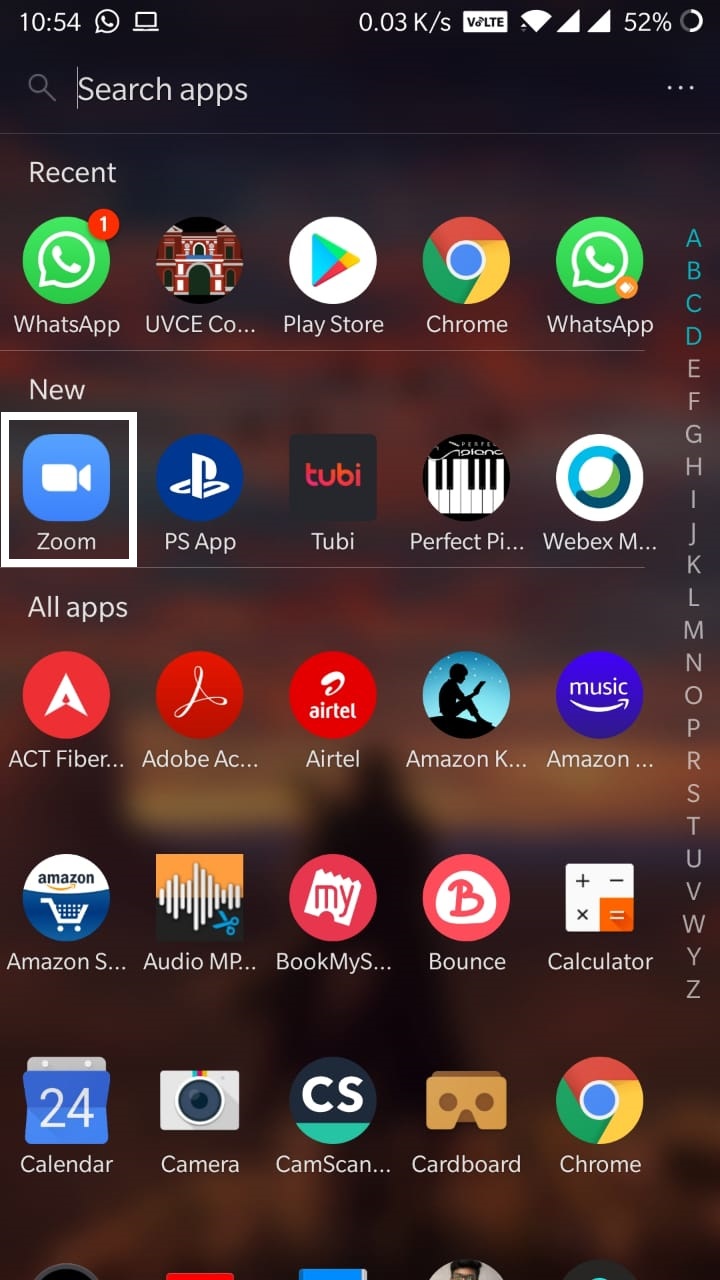 10:54 0.03 K/s VoLTE 52%
Search apps
Recent
1
WhatsApp UVCE Co... Play Store Chrome WhatsApp
New
tubi
Zoom PS App Tubi Perfect Pi... Webex M...
All apps
airtel music
ACT Fiber... Adobe Ac... Airtel Amazon K... Amazon ...
amazon my B
Amazon S... Audio MP... BookMyS... Bounce Calculator
24 CS
Calendar Camera CamScan... Cardboard Chrome
A
B
C
D
E
F
G
H
I
J
K
L
M
N
O
P
R
S
T
U
V
W
Y
Z